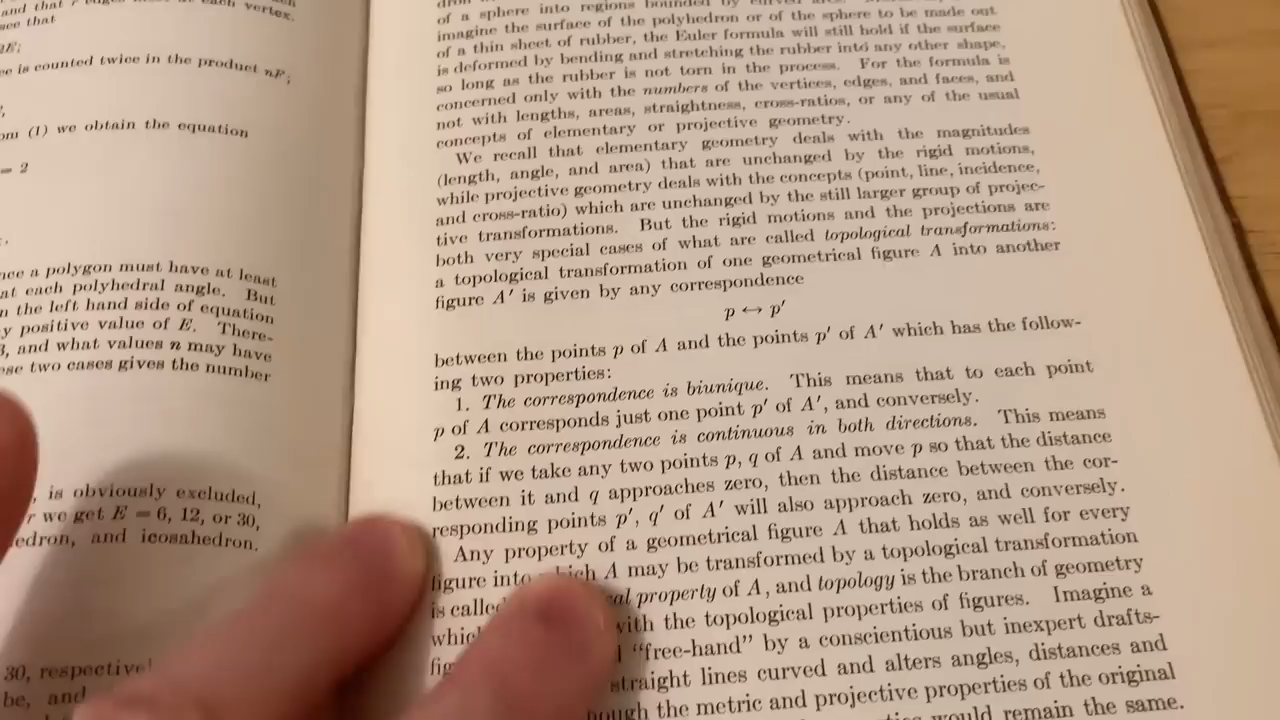 and that r edges must at each vertex.
see that
2E;
ce is counted twice in the product nF;
om (1) we obtain the equation
= 2
nce a polygon must have at least
at each polyhedral angle. But
n the left hand side of equation
y positive value of E. There-
3, and what values n may have
ese two cases gives the number
, is obviously excluded,
r we get E = 6, 12, or 30,
edron, and icosahedron.
30, respective
be, and
of a sphere into regions bounded by curved
imagine the surface of the polyhedron or of the sphere to be made out
of a thin sheet of rubber, the Euler formula will still hold if the surface
is deformed by bending and stretching the rubber into any other shape,
so long as the rubber is not torn in the process. For the formula is
concerned only with the numbers of the vertices, edges, and faces, and
not with lengths, areas, straightness, cross-ratios, or any of the usual
concepts of elementary or projective geometry.
We recall that elementary geometry deals with the magnitudes
(length, angle, and area) that are unchanged by the rigid motions,
while projective geometry deals with the concepts (point, line, incidence,
and cross-ratio) which are unchanged by the still larger group of projec-
tive transformations. But the rigid motions and the projections are
both very special cases of what are called topological transformations:
a topological transformation of one geometrical figure A into another
figure A′ is given by any correspondence
p ↔ p′
between the points p of A and the points p′ of A′ which has the follow-
ing two properties:
1. The correspondence is biunique. This means that to each point
p of A corresponds just one point p′ of A′, and conversely.
2. The correspondence is continuous in both directions. This means
that if we take any two points p, q of A and move p so that the distance
between it and q approaches zero, then the distance between the cor-
responding points p′, q′ of A′ will also approach zero, and conversely.
Any property of a geometrical figure A that holds as well for every
figure into which A may be transformed by a topological transformation
is called cal property of A, and topology is the branch of geometry
whic with the topological properties of figures. Imagine a
fig "free-hand" by a conscientious but inexpert drafts-
straight lines curved and alters angles, distances and
hough the metric and projective properties of the original
would remain the same.